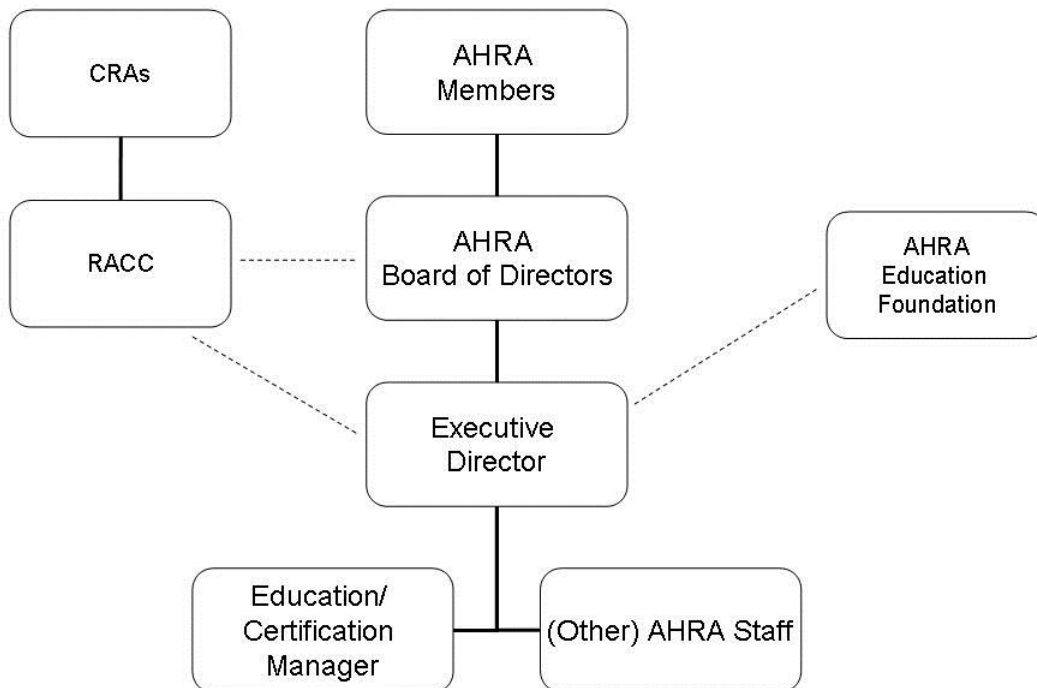 CRAs
AHRA
Members
RACC
AHRA
Board of Directors
AHRA
Education
Foundation
Executive
Director
Education/
Certification
Manager
(Other) AHRA Staff